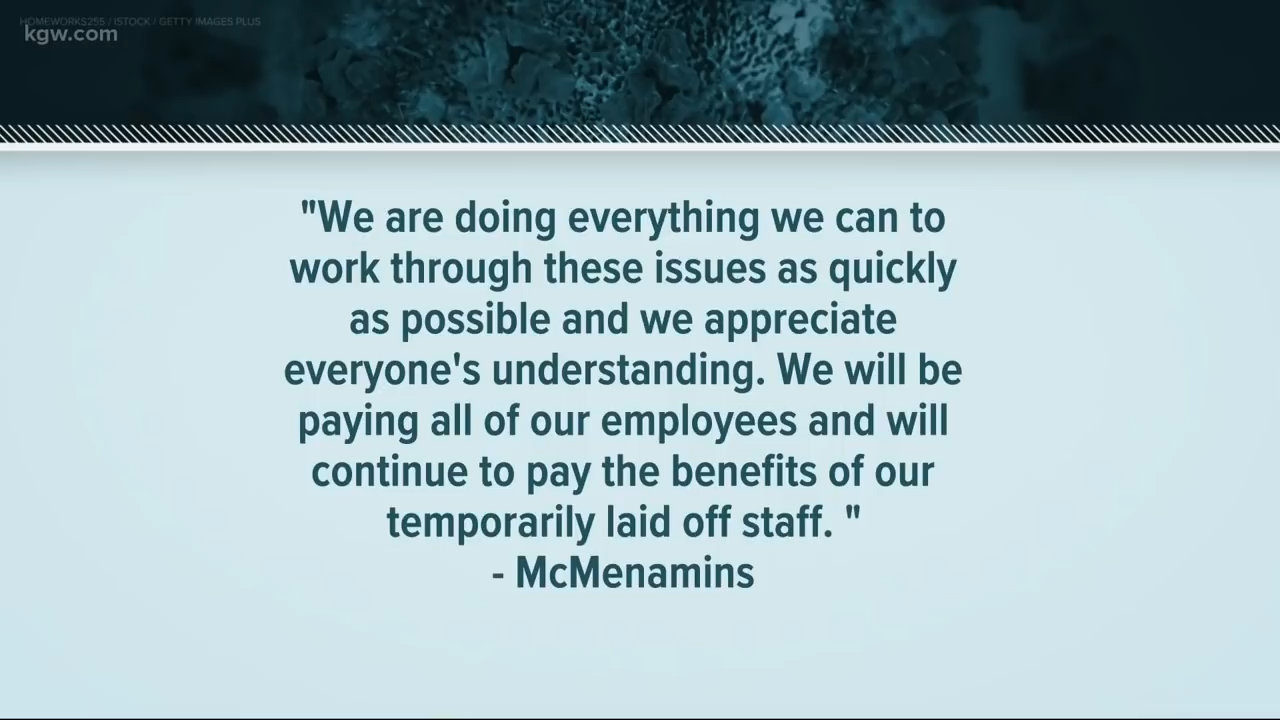 HOMEWORKS255 / ISTOCK / GETTY IMAGES PLUS
kgw.com
"We are doing everything we can to
work through these issues as quickly
as possible and we appreciate
everyone's understanding. We will be
paying all of our employees and will
continue to pay the benefits of our
temporarily laid off staff. "
- McMenamins